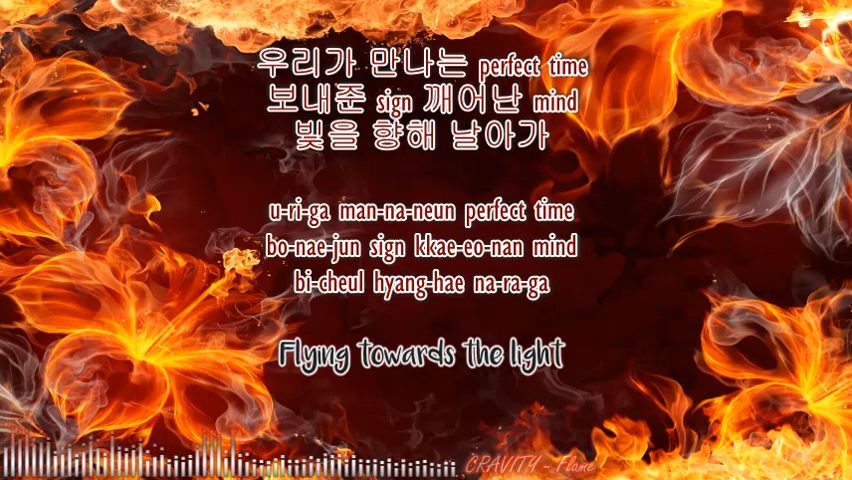 우리가 만나는 perfect time
보내준 sign 깨어난 mind
빛을 향해 날아가
u-ri-ga man-na-neun perfect time
bo-nae-jun sign kkae-eo-nan mind
bi-cheul hyang-hae na-ra-ga
Flying towards the light
CRAVITY - Flame